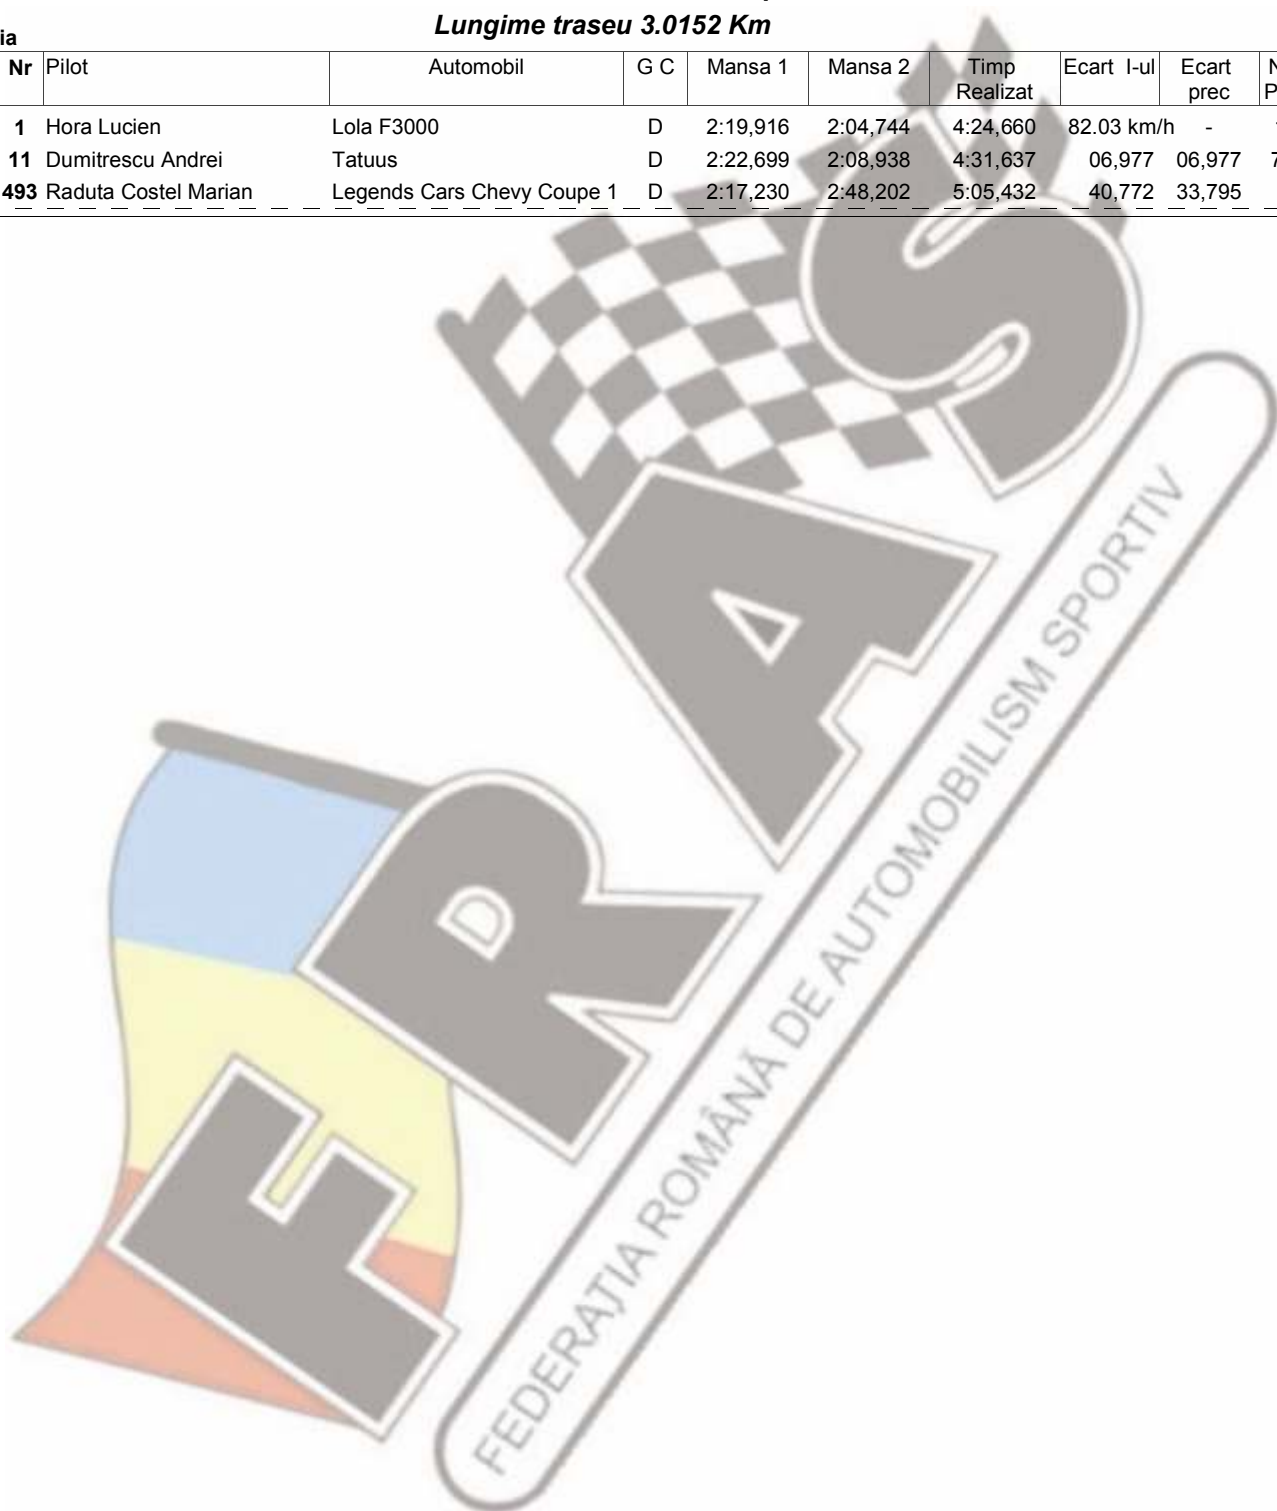 Lungime traseu 3.0152 Km
ia
Nr Pilot Automobil G C Mansa 1 Mansa 2 Timp Realizat Ecart I-ul Ecart prec
1 Hora Lucien Lola F3000 D 2:19,916 2:04,744 4:24,660 82.03 km/h -
11 Dumitrescu Andrei Tatuus D 2:22,699 2:08,938 4:31,637 06,977 06,977
493 Raduta Costel Marian Legends Cars Chevy Coupe 1 D 2:17,230 2:48,202 5:05,432 40,772 33,795
FRAS
FEDERAȚIA ROMÂNĂ DE AUTOMOBILISM SPORTIV